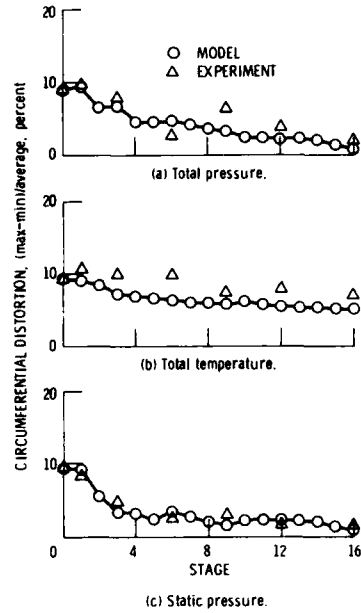 20
○ MODEL
△ EXPERIMENT
10
0
(a) Total pressure.
CIRCUMFERENTIAL DISTORTION, (max-min)/average, percent
20
10
0
(b) Total temperature.
20
10
0 4 8 12 16
STAGE
(c) Static pressure.